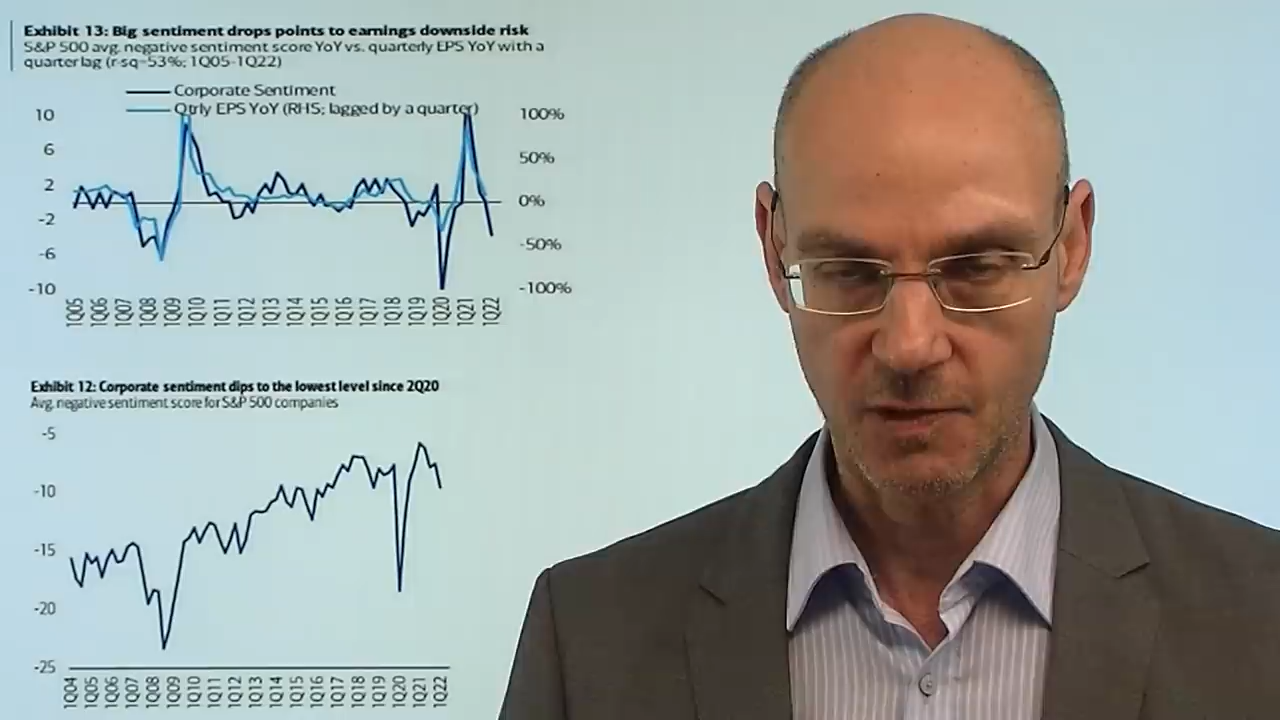 Exhibit 13: Big sentiment drops points to earnings downside risk
S&P 500 avg. negative sentiment score YoY vs. quarterly EPS YoY with a
quarter lag (r-sq=53%; 1Q05-1Q22)
Corporate Sentiment
Qtrly EPS YoY (RHS; lagged by a quarter)
10 100%
6 50%
2 0%
-2
-6 -50%
-10 -100%
1Q05 1Q06 1Q07 1Q08 1Q09 1Q10 1Q11 1Q12 1Q13 1Q14 1Q15 1Q16 1Q17 1Q18 1Q19 1Q20 1Q21 1Q22
Exhibit 12: Corporate sentiment dips to the lowest level since 2Q20
Avg. negative sentiment score for S&P 500 companies
-5
-10
-15
-20
-25
1Q04 1Q05 1Q06 1Q07 1Q08 1Q09 1Q10 1Q11 1Q12 1Q13 1Q14 1Q15 1Q16 1Q17 1Q18 1Q19 1Q20 1Q21 1Q22